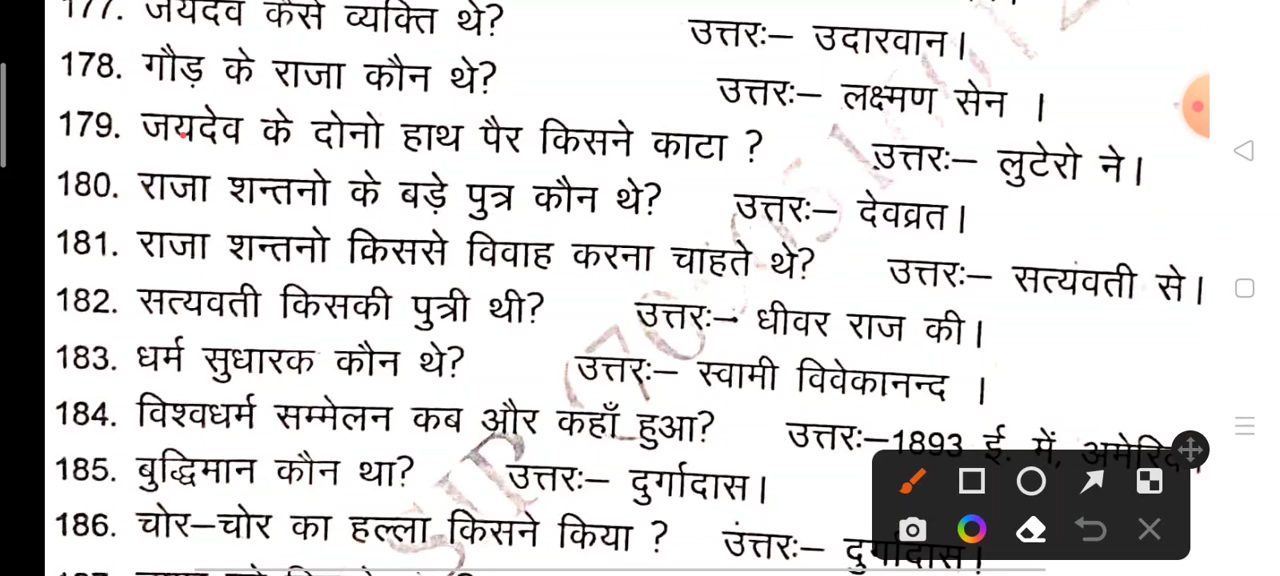 177. जयदेव कैसे व्यक्ति थे? उत्तरः– उदारवान।
178. गौड़ के राजा कौन थे? उत्तरः– लक्ष्मण सेन ।
179. जयदेव के दोनो हाथ पैर किसने काटा ? उत्तरः– लुटेरो ने।
180. राजा शन्तनो के बड़े पुत्र कौन थे? उत्तरः– देवव्रत।
181. राजा शन्तनो किससे विवाह करना चाहते थे? उत्तरः– सत्यवती से।
182. सत्यवती किसकी पुत्री थी? उत्तरः– धीवर राज की।
183. धर्म सुधारक कौन थे? उत्तरः– स्वामी विवेकानन्द ।
184. विश्वधर्म सम्मेलन कब और कहाँ हुआ? उत्तरः–1893 ई. में,
185. बुद्धिमान कौन था? उत्तरः– दुर्गादास।
186. चोर–चोर का हल्ला किसने किया ? उत्तरः– दुर्गादास।